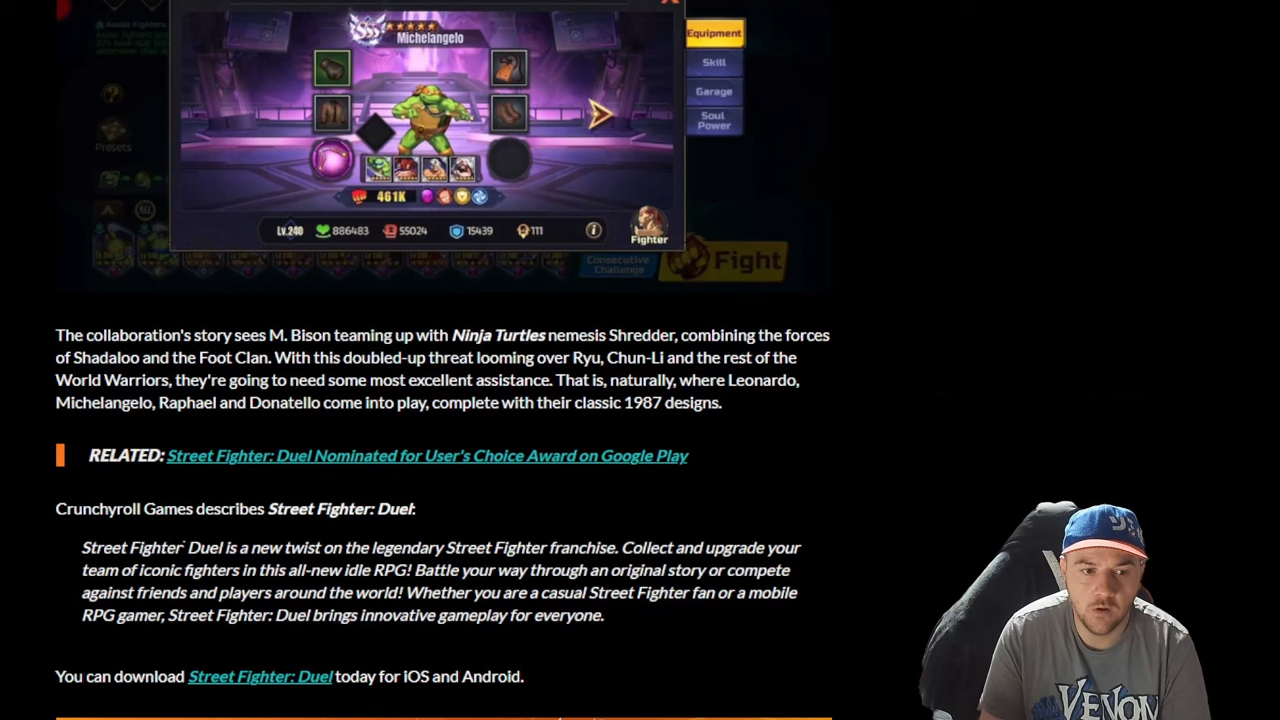 Assist Fighters
SSS
Michelangelo
Equipment
Skill
Garage
Soul
Power
Presets
ALL
461K
Lv.240 886483 55024 15439 111
Fighter
Consecutive
Challenge
Fight
The collaboration's story sees M. Bison teaming up with Ninja Turtles nemesis Shredder, combining the forces
of Shadaloo and the Foot Clan. With this doubled-up threat looming over Ryu, Chun-Li and the rest of the
World Warriors, they're going to need some most excellent assistance. That is, naturally, where Leonardo,
Michelangelo, Raphael and Donatello come into play, complete with their classic 1987 designs.
RELATED: Street Fighter: Duel Nominated for User's Choice Award on Google Play
Crunchyroll Games describes Street Fighter: Duel:
Street Fighter: Duel is a new twist on the legendary Street Fighter franchise. Collect and upgrade your
team of iconic fighters in this all-new idle RPG! Battle your way through an original story or compete
against friends and players around the world! Whether you are a casual Street Fighter fan or a mobile
RPG gamer, Street Fighter: Duel brings innovative gameplay for everyone.
You can download Street Fighter: Duel today for iOS and Android.
VENOM